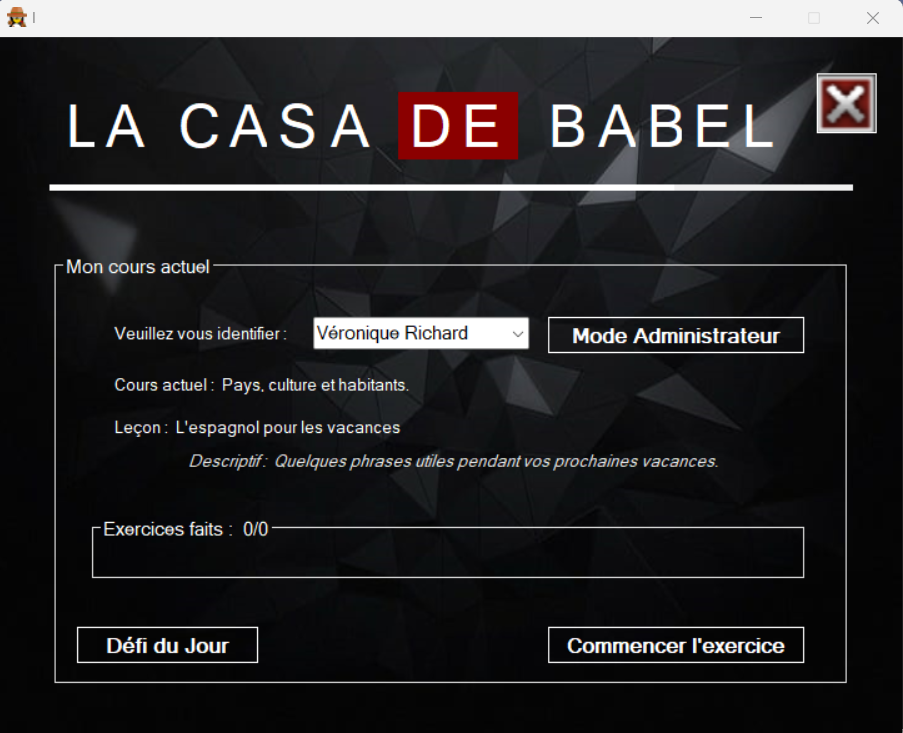 LA CASA DE BABEL
Mon cours actuel
Veuillez vous identifier : Véronique Richard Mode Administrateur
Cours actuel : Pays, culture et habitants.
Leçon : L'espagnol pour les vacances
Descriptif : Quelques phrases utiles pendant vos prochaines vacances.
Exercices faits : 0/0
Défi du Jour Commencer l'exercice